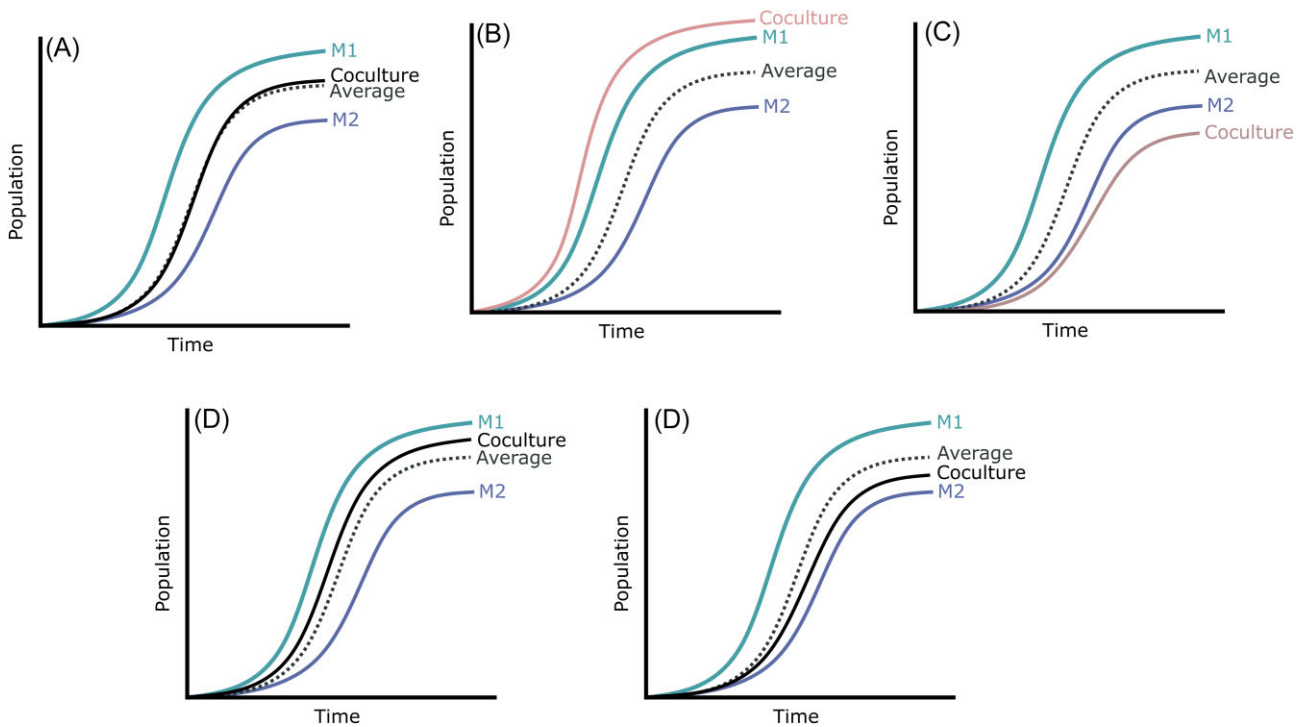 (A)
M1
Coculture
Average
M2
Population
Time
(B)
Coculture
M1
Average
M2
Population
Time
(C)
M1
Average
M2
Coculture
Population
Time
(D)
M1
Coculture
Average
M2
Population
Time
(D)
M1
Average
Coculture
M2
Population
Time